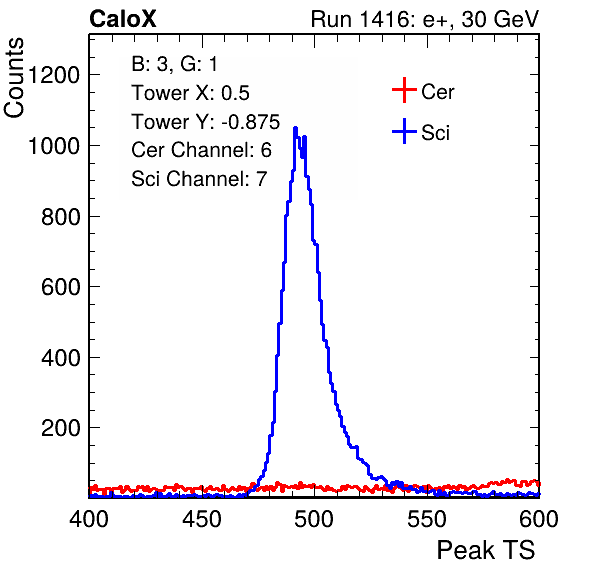 CaloX Run 1416: e+, 30 GeV
Counts
B: 3, G: 1
Tower X: 0.5
Tower Y: -0.875
Cer Channel: 6
Sci Channel: 7
Cer
Sci
1200
1000
800
600
400
200
400 450 500 550 600
Peak TS